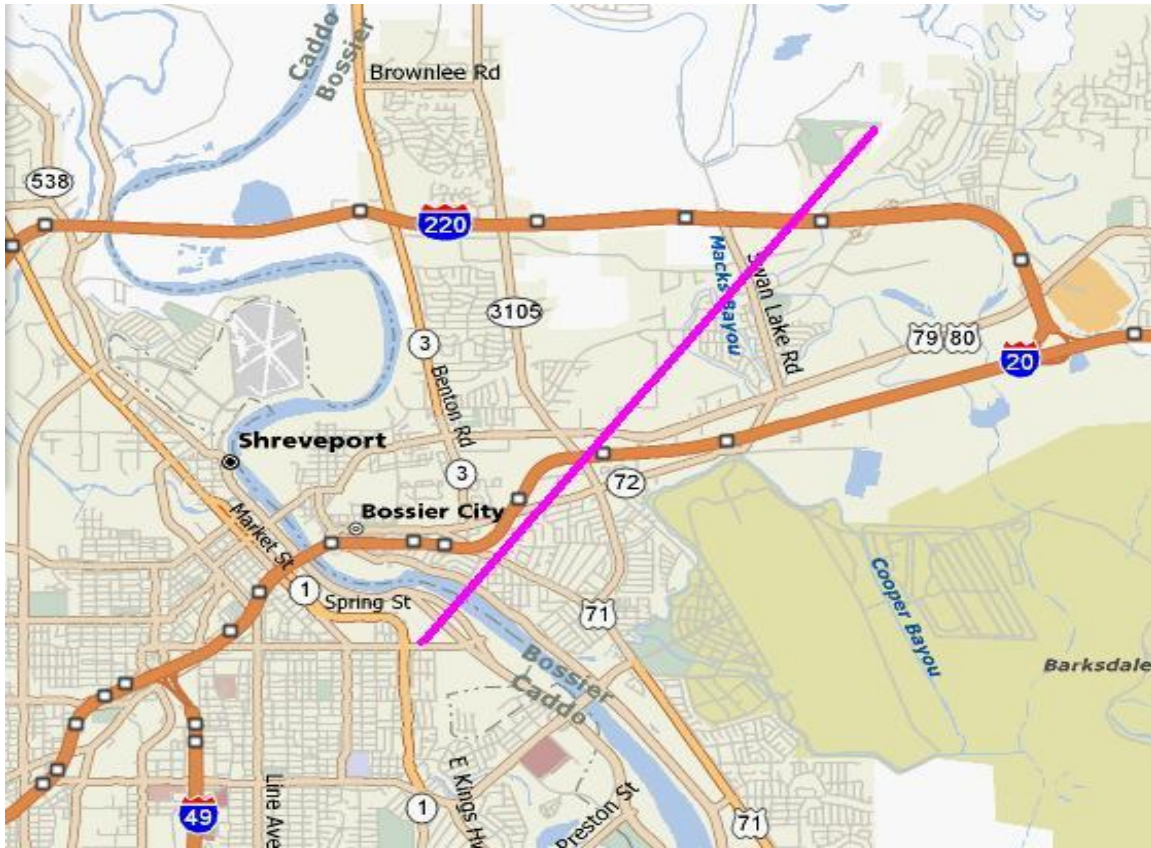 Caddo
Bossier
Brownlee Rd
538
220
Macks Bayou
Swan Lake Rd
3105
79 80
3
Benton Rd
20
Shreveport
3
72
Bossier City
Market St
1
Spring St
71
Cooper Bayou
Bossier
Caddo
Barksdale
E Kings Hw
Line Ave
49
1
Preston St
71